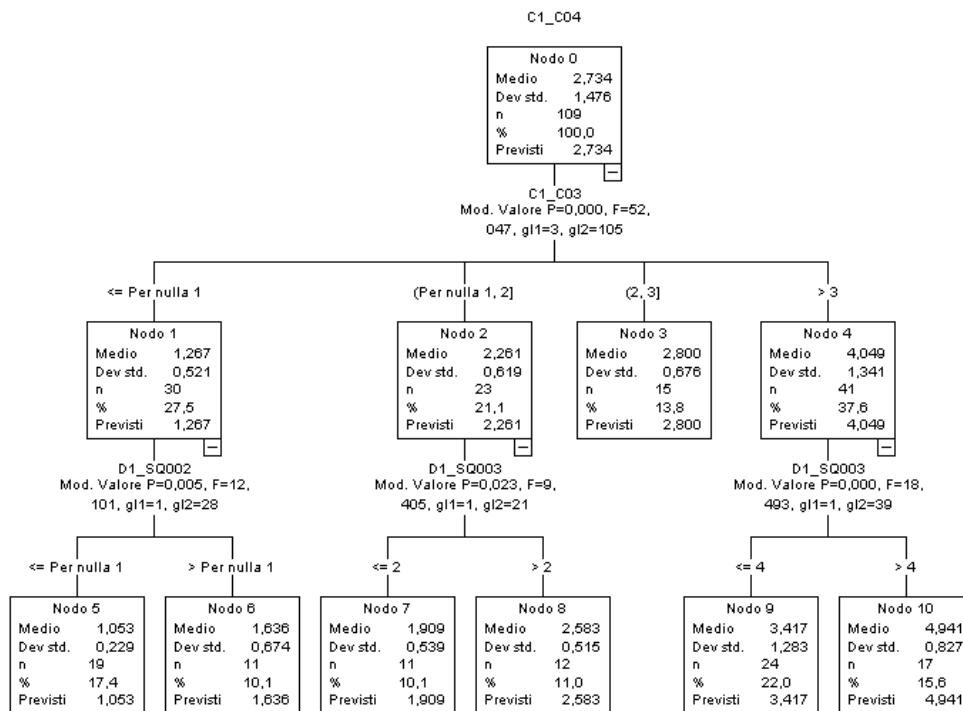 C1_C04
Nodo 0
Medio 2,734
Dev std. 1,476
n 109
% 100,0
Previsti 2,734
C1_C03
Mod. Valore P=0,000, F=52,
047, gl1=3, gl2=105
<= Per nulla 1
(Per nulla 1, 2]
(2, 3]
> 3
Nodo 1
Medio 1,267
Dev std. 0,521
n 30
% 27,5
Previsti 1,267
Nodo 2
Medio 2,261
Dev std. 0,619
n 23
% 21,1
Previsti 2,261
Nodo 3
Medio 2,800
Dev std. 0,676
n 15
% 13,8
Previsti 2,800
Nodo 4
Medio 4,049
Dev std. 1,341
n 41
% 37,6
Previsti 4,049
D1_SQ002
Mod. Valore P=0,005, F=12,
101, gl1=1, gl2=28
D1_SQ003
Mod. Valore P=0,023, F=9,
405, gl1=1, gl2=21
D1_SQ003
Mod. Valore P=0,000, F=18,
493, gl1=1, gl2=39
<= Per nulla 1
> Per nulla 1
<= 2
> 2
<= 4
> 4
Nodo 5
Medio 1,053
Dev std. 0,229
n 19
% 17,4
Previsti 1,053
Nodo 6
Medio 1,636
Dev std. 0,674
n 11
% 10,1
Previsti 1,636
Nodo 7
Medio 1,909
Dev std. 0,539
n 11
% 10,1
Previsti 1,909
Nodo 8
Medio 2,583
Dev std. 0,515
n 12
% 11,0
Previsti 2,583
Nodo 9
Medio 3,417
Dev std. 1,283
n 24
% 22,0
Previsti 3,417
Nodo 10
Medio 4,941
Dev std. 0,827
n 17
% 15,6
Previsti 4,941